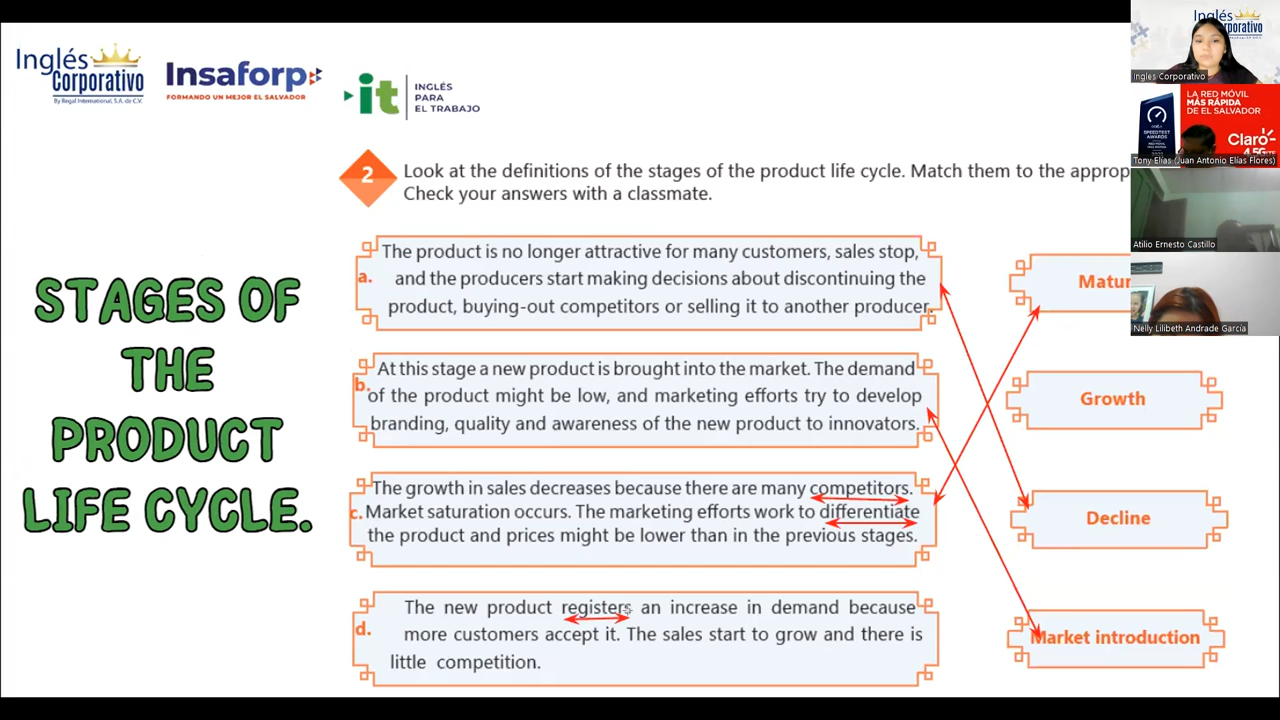 Inglés
Corporativo
By Regal International, S.A. de C.V.
Insaforp
FORMANDO UN MEJOR EL SALVADOR
it
INGLÉS
PARA
EL TRABAJO
2
Look at the definitions of the stages of the product life cycle. Match them to the approp
Check your answers with a classmate.
STAGES OF
THE
PRODUCT
LIFE CYCLE.
a.
The product is no longer attractive for many customers, sales stop,
and the producers start making decisions about discontinuing the
product, buying-out competitors or selling it to another producer.
b.
At this stage a new product is brought into the market. The demand
of the product might be low, and marketing efforts try to develop
branding, quality and awareness of the new product to innovators.
c.
The growth in sales decreases because there are many competitors.
Market saturation occurs. The marketing efforts work to differentiate
the product and prices might be lower than in the previous stages.
d.
The new product registers an increase in demand because
more customers accept it. The sales start to grow and there is
little competition.
Matur
Growth
Decline
Market introduction
Inglés
Ingles Corporativo
LA RED MÓVIL
MÁS RÁPIDA
DE EL SALVADOR
SPEEDTEST
AWARDS
Claro
4.5G
Tony Elías (Juan Antonio Elías Flores)
Atilio Ernesto Castillo
Nelly Lilibeth Andrade García